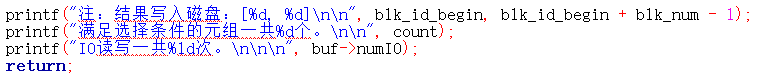 printf("注：结果写入磁盘：[%d, %d]\n\n", blk_id_begin, blk_id_begin + blk_num - 1);
printf("满足选择条件的元组一共%d个。\n\n", count);
printf("IO读写一共%ld次。\n\n\n", buf->numIO);
return;